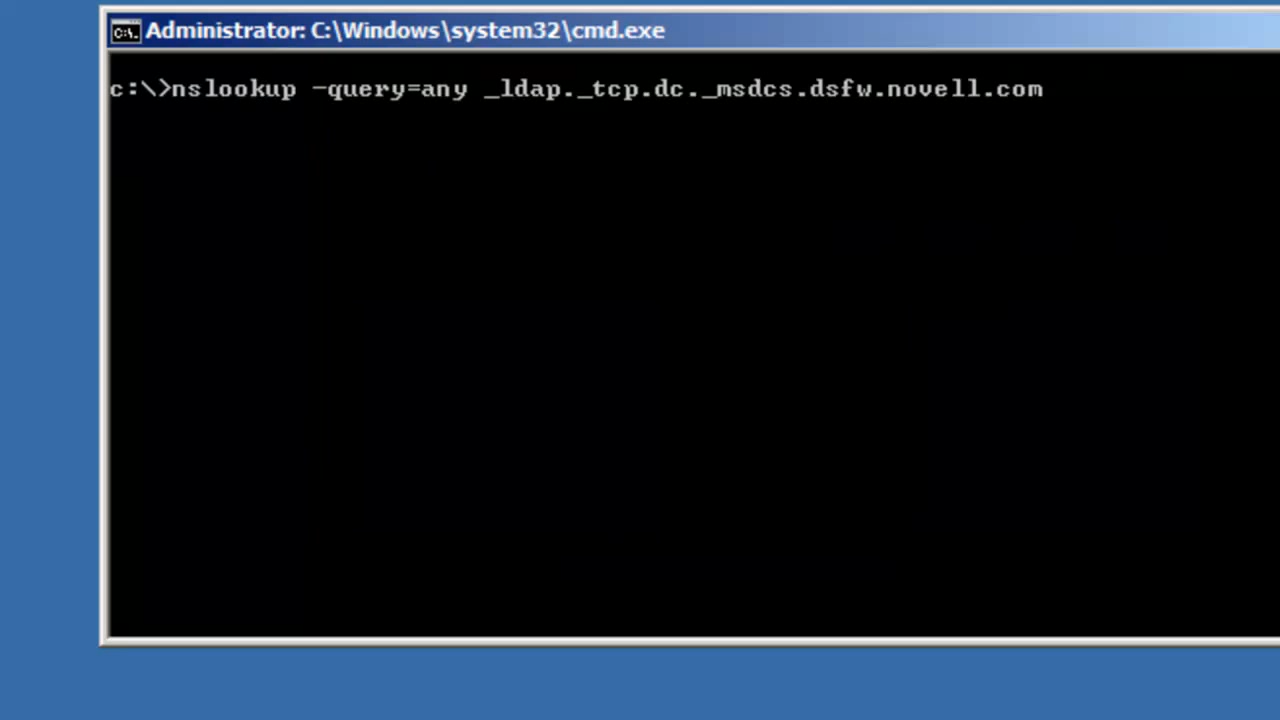 Administrator: C:\Windows\system32\cmd.exe
c:\>nslookup -query=any _ldap._tcp.dc._msdcs.dsfw.novell.com